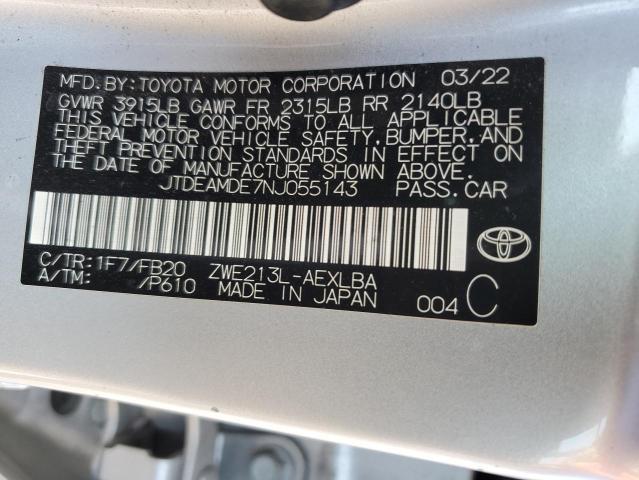 MFD.BY:TOYOTA MOTOR CORPORATION 03/22
GVWR 3915LB GAWR FR 2315LB RR 2140LB
THIS VEHICLE CONFORMS TO ALL APPLICABLE
FEDERAL MOTOR VEHICLE SAFETY,BUMPER,AND
THEFT PREVENTION STANDARDS IN EFFECT ON
THE DATE OF MANUFACTURE SHOWN ABOVE.
JTDEAMDE7NJ055143 PASS.CAR
C/TR:1F7/FB20 ZWE213L-AEXLBA
A/TM: /P610 MADE IN JAPAN 004 C